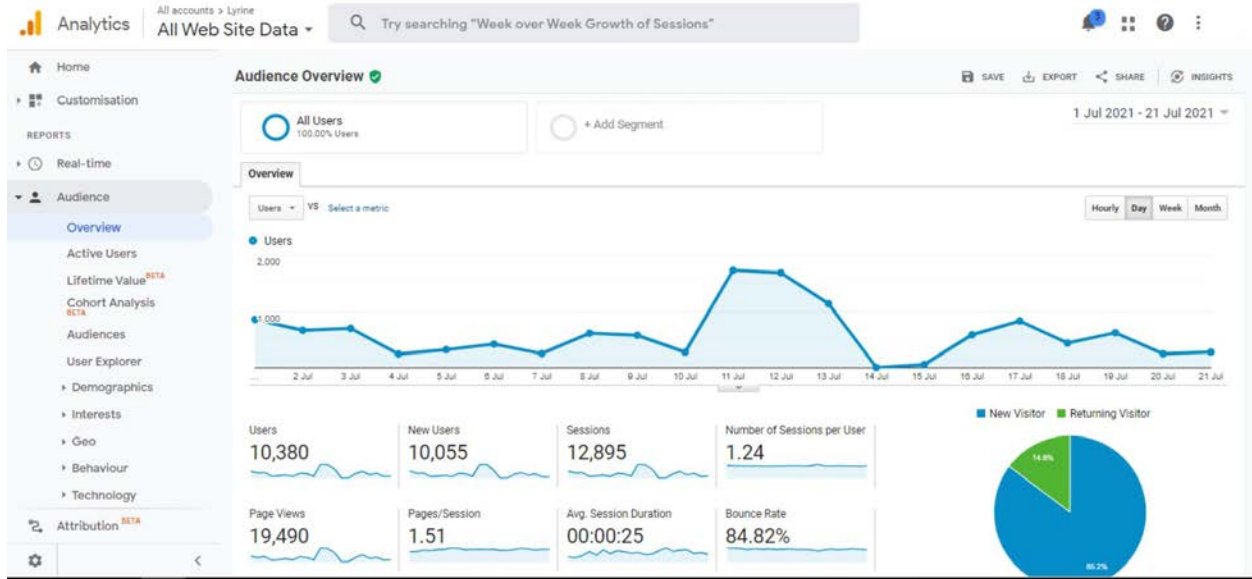 All accounts > Lyrine
Analytics
All Web Site Data
Try searching "Week over Week Growth of Sessions"
3
Home
Customisation
REPORTS
Real-time
Audience
Overview
Active Users
Lifetime Value BETA
Cohort Analysis
BETA
Audiences
User Explorer
Demographics
Interests
Geo
Behaviour
Technology
Attribution BETA
Audience Overview
SAVE
EXPORT
SHARE
INSIGHTS
All Users
100.00% Users
+ Add Segment
1 Jul 2021 - 21 Jul 2021
Overview
Users
VS
Select a metric
Hourly
Day
Week
Month
Users
2,000
1,000
...
2 Jul
3 Jul
4 Jul
5 Jul
6 Jul
7 Jul
8 Jul
9 Jul
10 Jul
11 Jul
12 Jul
13 Jul
14 Jul
15 Jul
16 Jul
17 Jul
18 Jul
19 Jul
20 Jul
21 Jul
New Visitor
Returning Visitor
Users
10,380
New Users
10,055
Sessions
12,895
Number of Sessions per User
1.24
Page Views
19,490
Pages/Session
1.51
Avg. Session Duration
00:00:25
Bounce Rate
84.82%
14.8%
85.2%